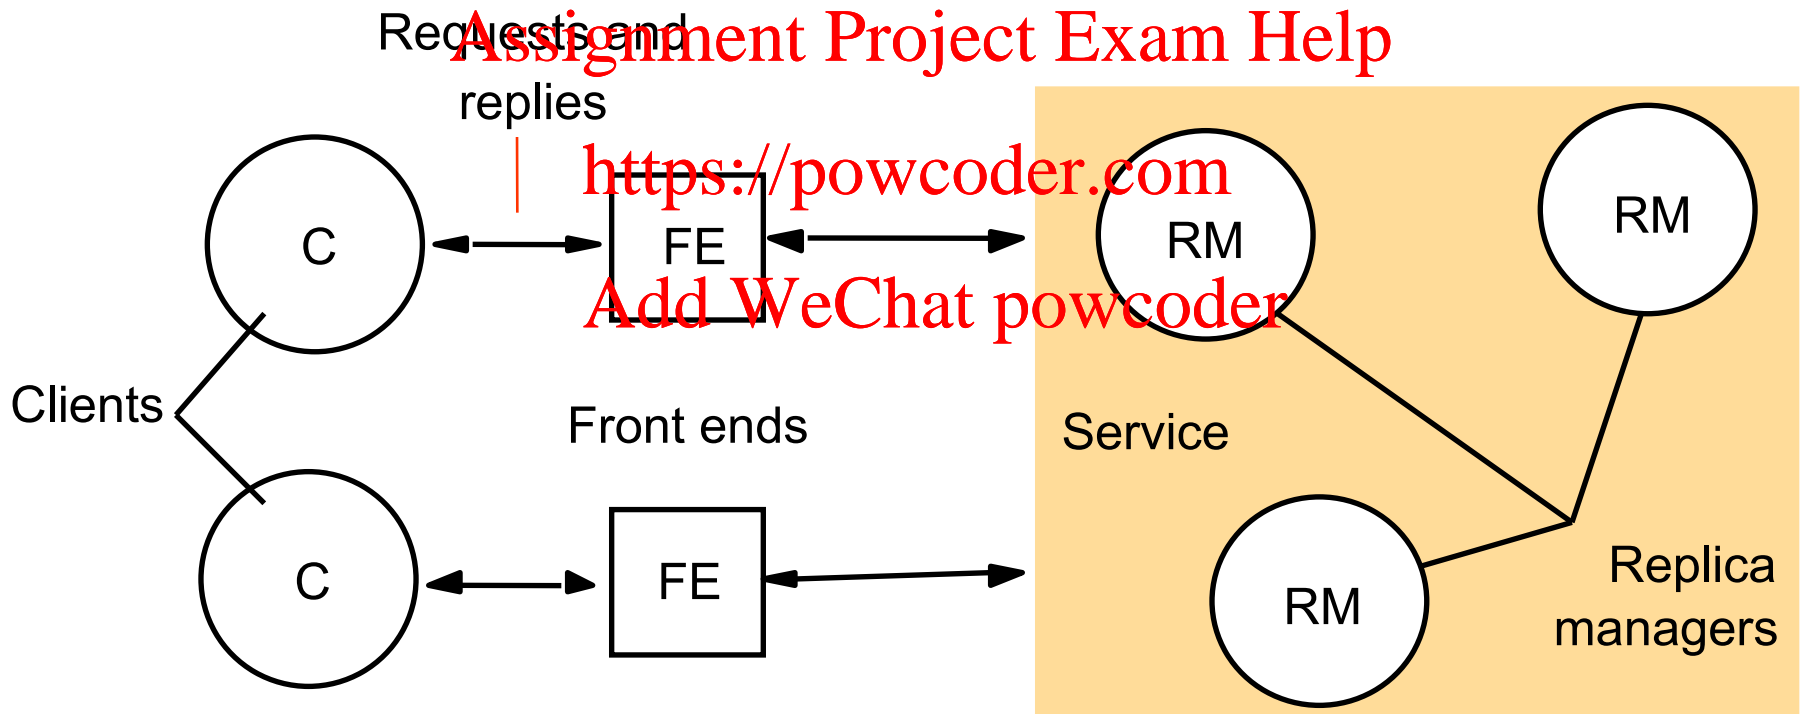 Requests and
Assignment Project Exam Help
replies
https://powcoder.com
C
FE
RM
RM
Add WeChat powcoder
Clients
Front ends
Service
C
FE
RM
Replica
managers